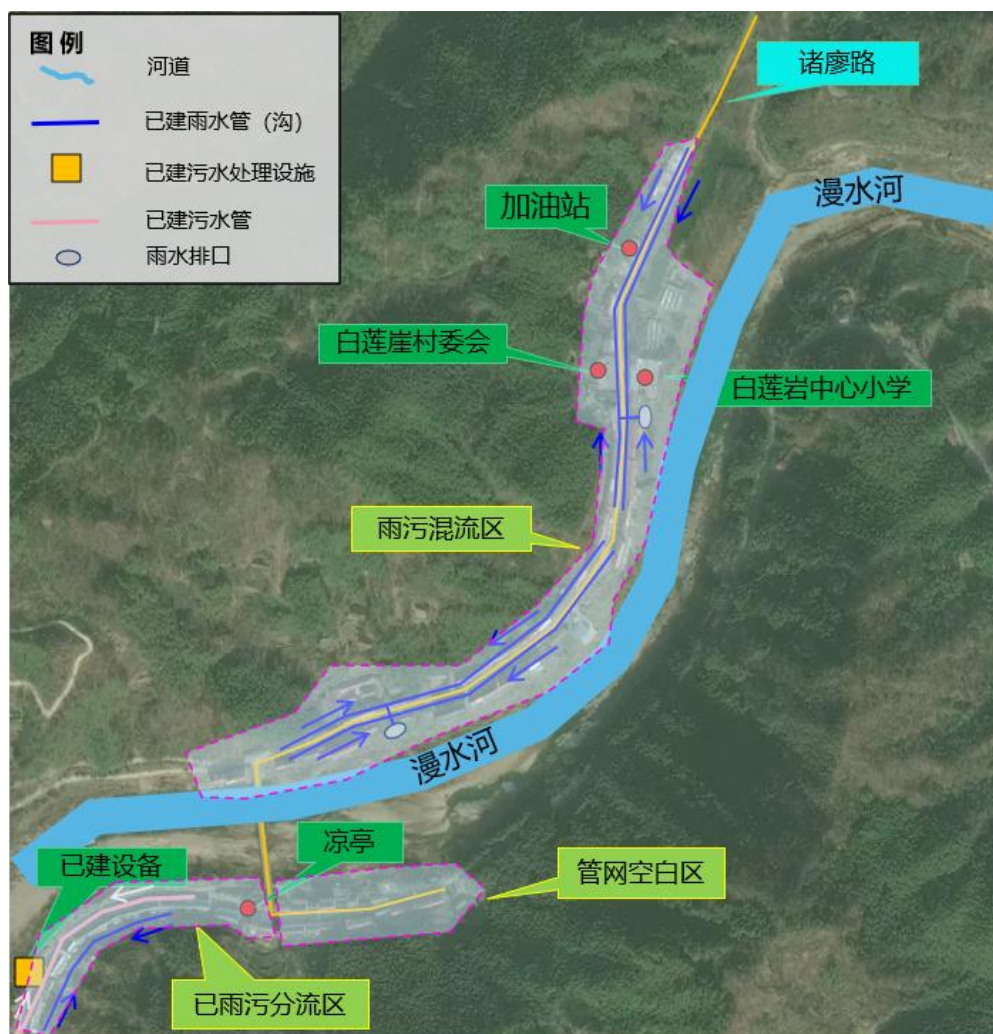 图例
河道
已建雨水管（沟）
已建污水处理设施
已建污水管
雨水排口
诸廖路
漫水河
加油站
白莲崖村委会
白莲岩中心小学
雨污混流区
漫水河
凉亭
已建设备
管网空白区
已雨污分流区